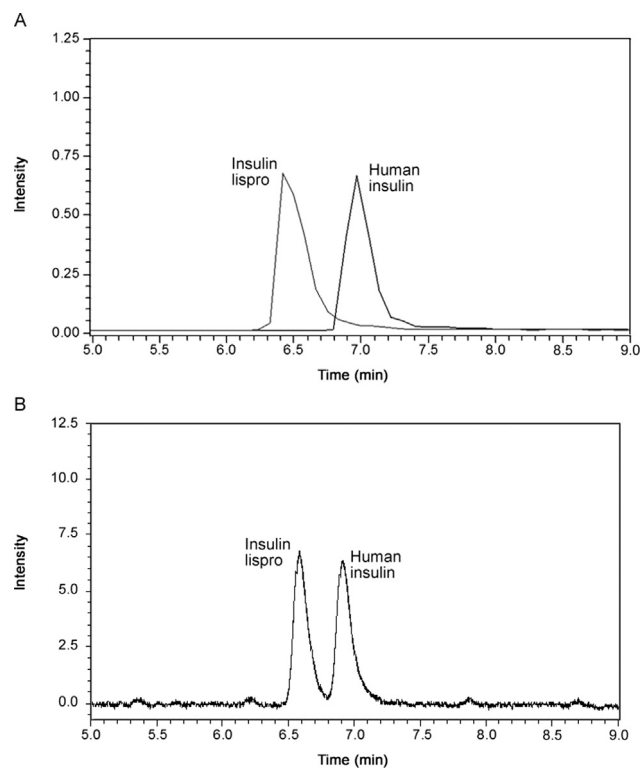 A
1.25
1.00
0.75
0.50
0.25
0.00
Intensity
Insulin
lispro
Human
insulin
5.0 5.5 6.0 6.5 7.0 7.5 8.0 8.5 9.0
Time (min)
B
12.5
10.0
7.5
5.0
2.5
0.0
Intensity
Insulin
lispro
Human
insulin
5.0 5.5 6.0 6.5 7.0 7.5 8.0 8.5 9.0
Time (min)